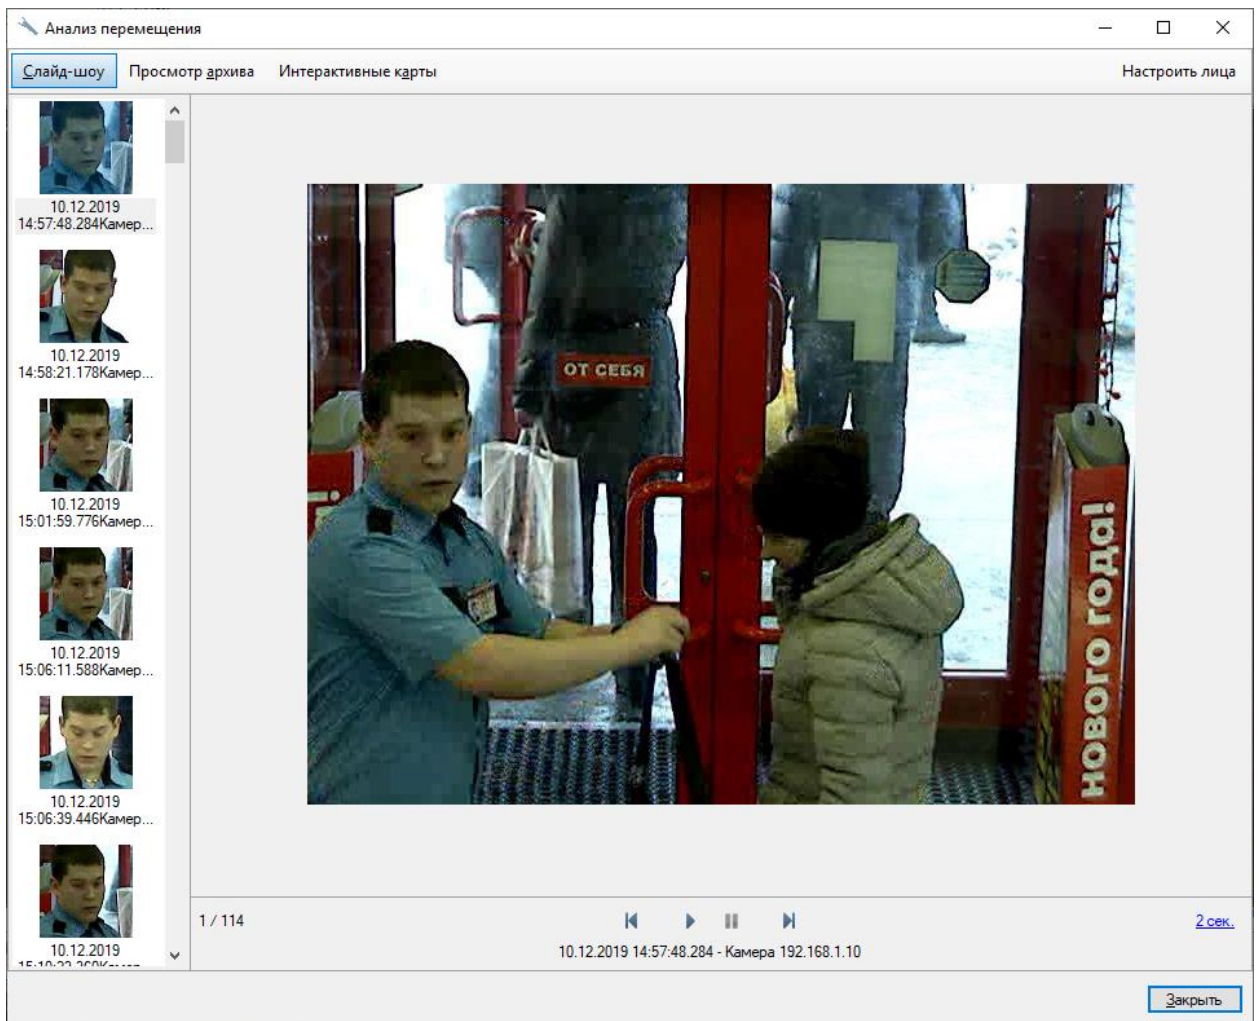 Анализ перемещения
Слайд-шоу Просмотр архива Интерактивные карты Настроить лица
10.12.2019
14:57:48.284Камер...
10.12.2019
14:58:21.178Камер...
10.12.2019
15:01:59.776Камер...
10.12.2019
15:06:11.588Камер...
10.12.2019
15:06:39.446Камер...
10.12.2019
ОТ СЕБЯ
нового года!
1 / 114
2 сек.
10.12.2019 14:57:48.284 - Камера 192.168.1.10
Закрыть